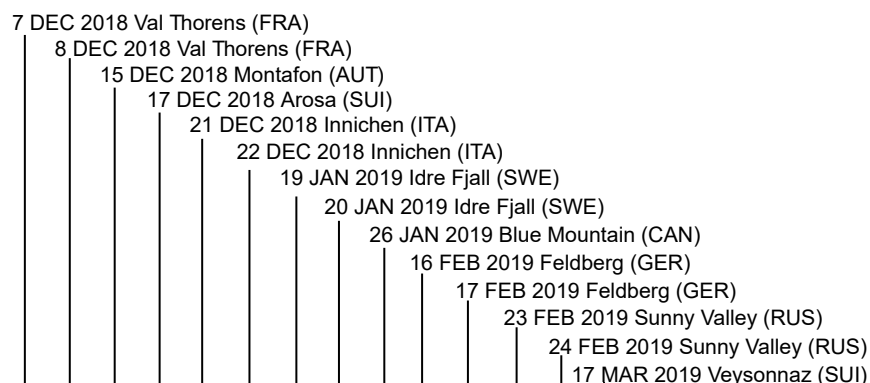 7 DEC 2018 Val Thorens (FRA)
8 DEC 2018 Val Thorens (FRA)
15 DEC 2018 Montafon (AUT)
17 DEC 2018 Arosa (SUI)
21 DEC 2018 Innichen (ITA)
22 DEC 2018 Innichen (ITA)
19 JAN 2019 Idre Fjall (SWE)
20 JAN 2019 Idre Fjall (SWE)
26 JAN 2019 Blue Mountain (CAN)
16 FEB 2019 Feldberg (GER)
17 FEB 2019 Feldberg (GER)
23 FEB 2019 Sunny Valley (RUS)
24 FEB 2019 Sunny Valley (RUS)
17 MAR 2019 Veysonnaz (SUI)